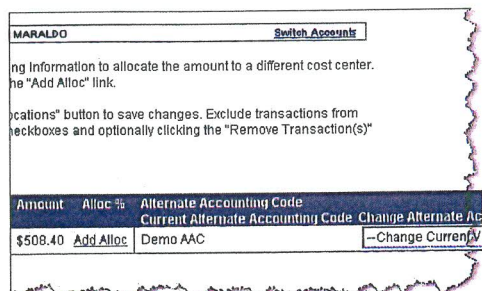 MARALDO Switch Accounts
ng Information to allocate the amount to a different cost center.
he "Add Alloc" link.
ocations" button to save changes. Exclude transactions from
heckboxes and optionally clicking the "Remove Transaction(s)"
Amount Alloc % Alternate Accounting Code
Current Alternate Accounting Code Change Alternate Ac
$508.40 Add Alloc Demo AAC --Change Current V